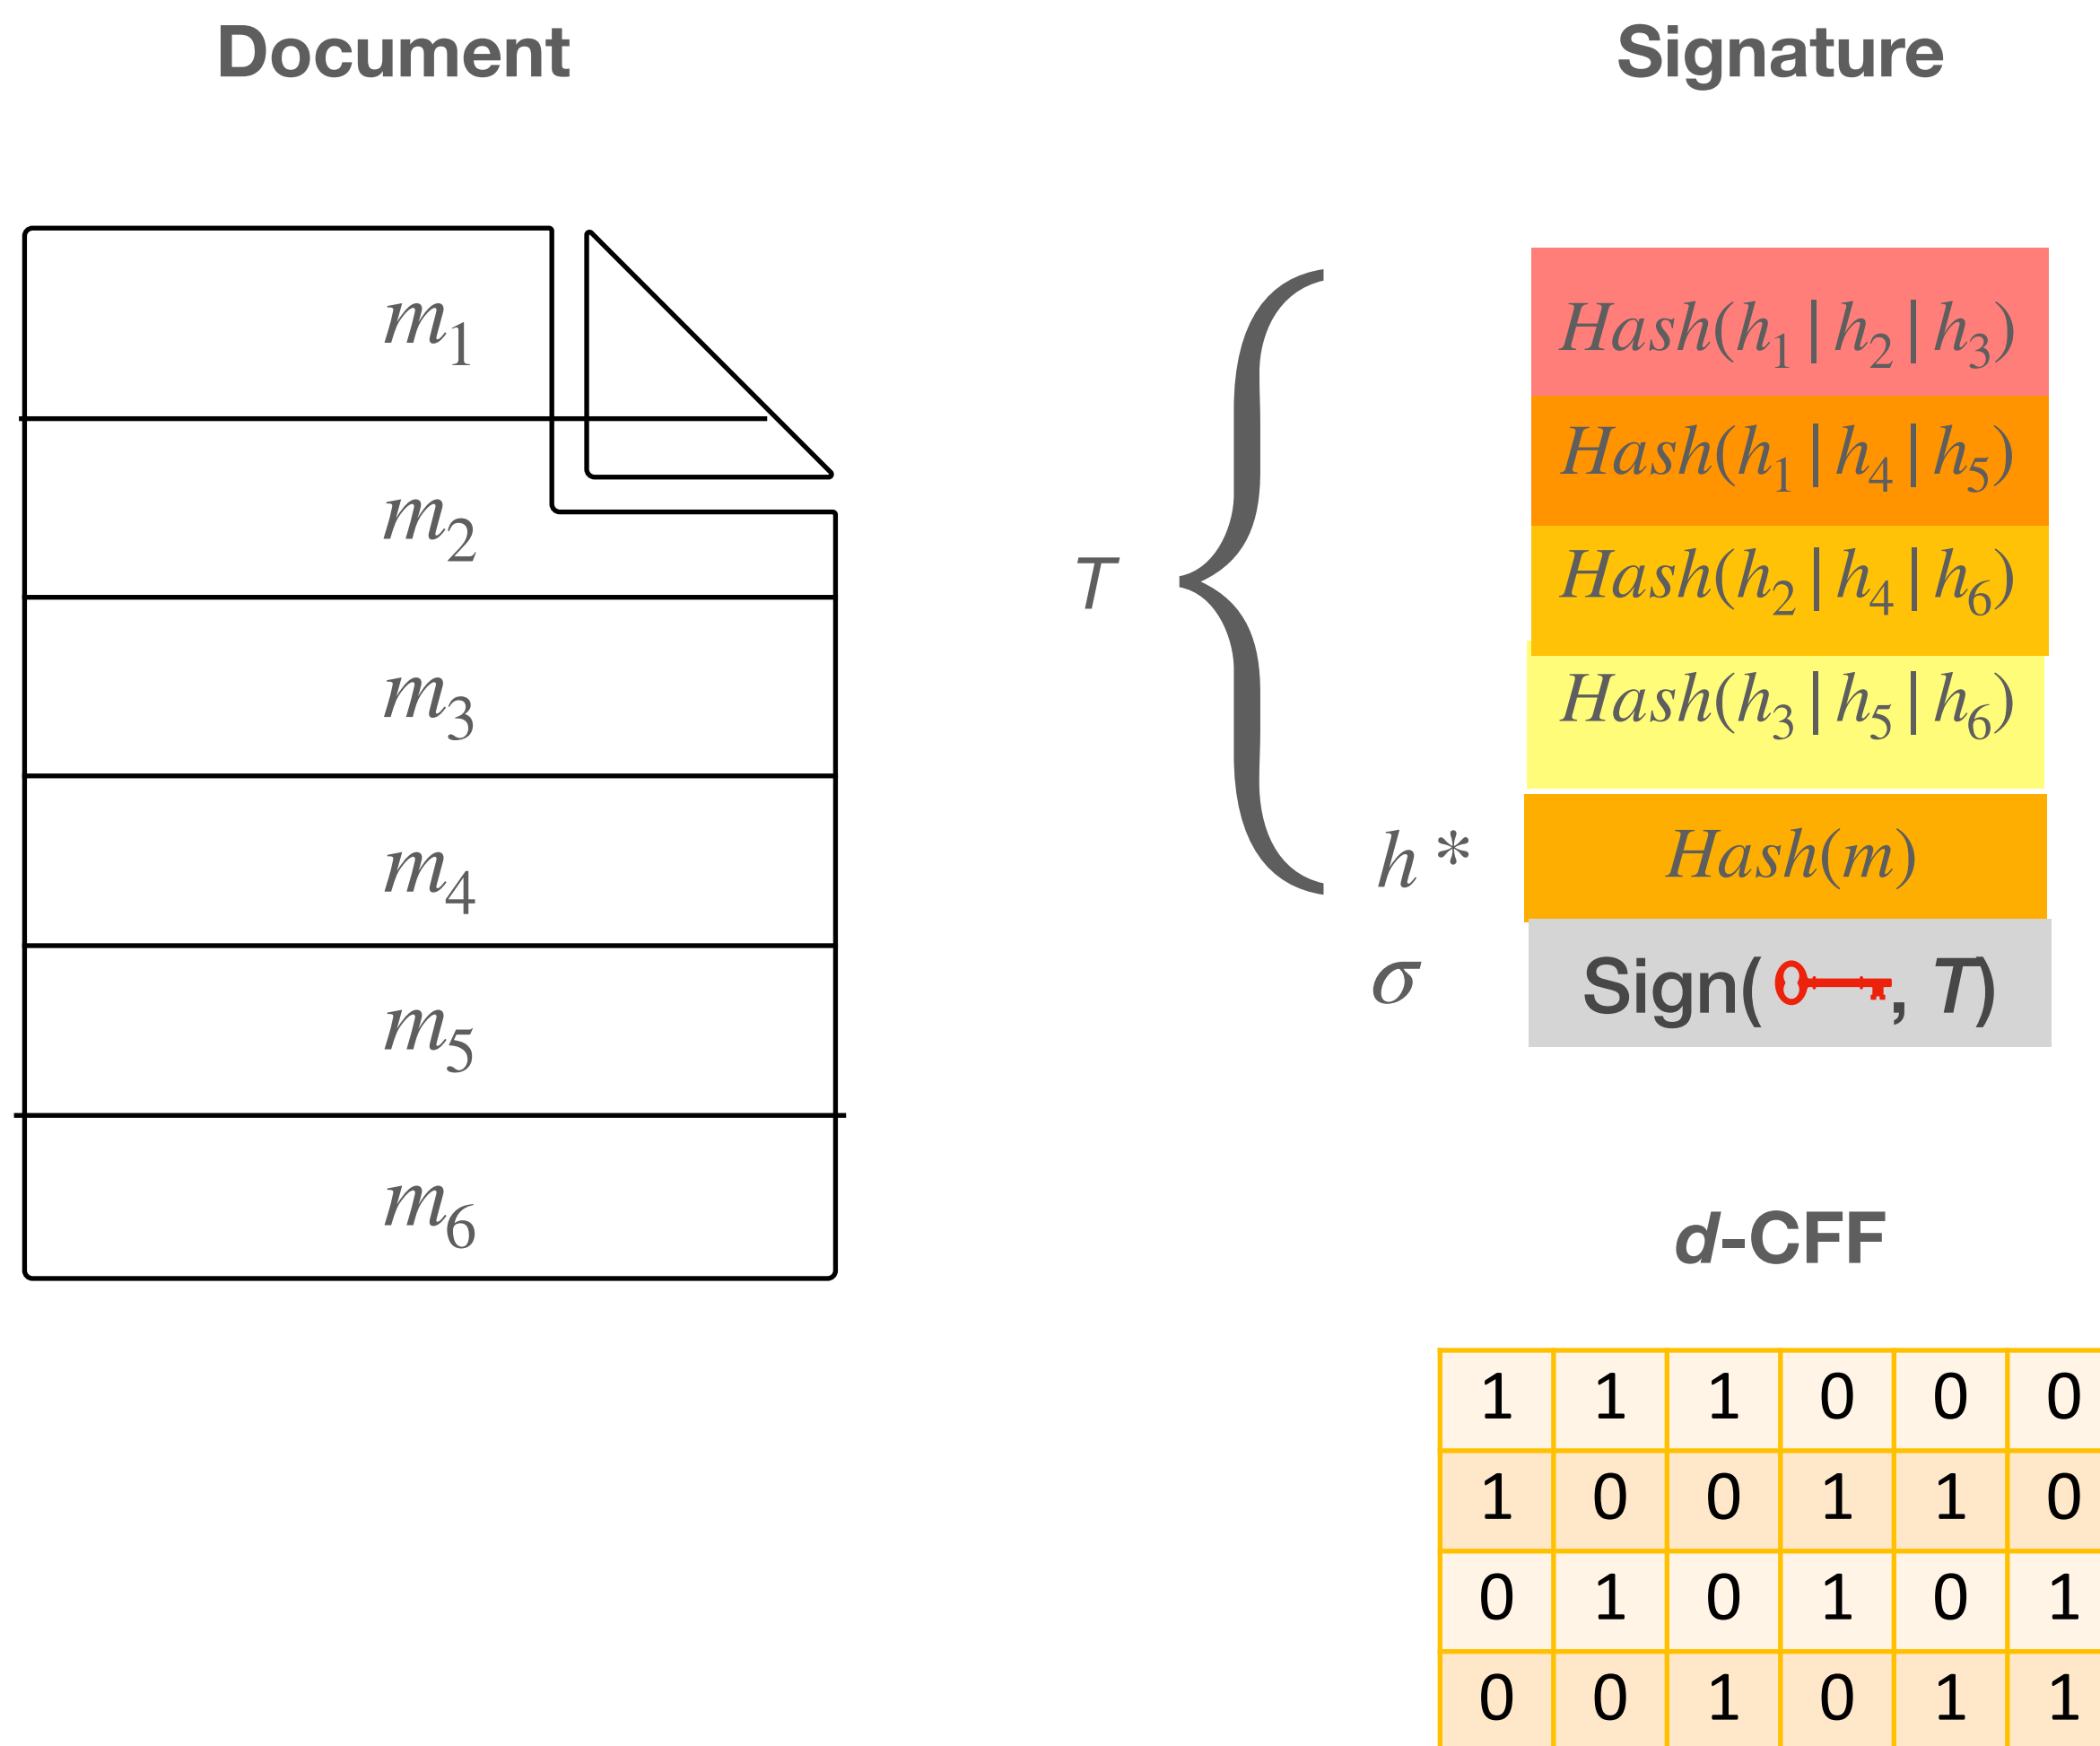 Document
Signature
m1
m2
m3
m4
m5
m6
T
Hash(h1 | h2 | h3)
Hash(h1 | h4 | h5)
Hash(h2 | h4 | h6)
Hash(h3 | h5 | h6)
h* Hash(m)
σ Sign( , T)
d-CFF
1 1 1 0 0 0
1 0 0 1 1 0
0 1 0 1 0 1
0 0 1 0 1 1